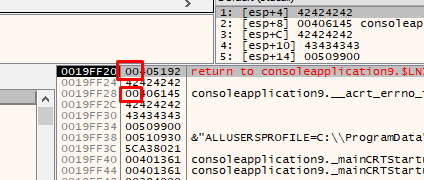 1: [esp+4] 42424242
2: [esp+8] 00406145 consoleapplication9
3: [esp+C] 42424242
4: [esp+10] 43434343
5: [esp+14] 00509900
0019FF20 00405192 return to consoleapplication9.$LN
0019FF24 42424242
0019FF28 00406145 consoleapplication9.__acrt_errno_
0019FF2C 42424242
0019FF30 43434343
0019FF34 00509900
0019FF38 00510930 &"ALLUSERSPROFILE=C:\\ProgramData"
0019FF3C 5CA38021
0019FF40 00401361 consoleapplication9._mainCRTStartu
0019FF44 00401361 consoleapplication9._mainCRTStartu